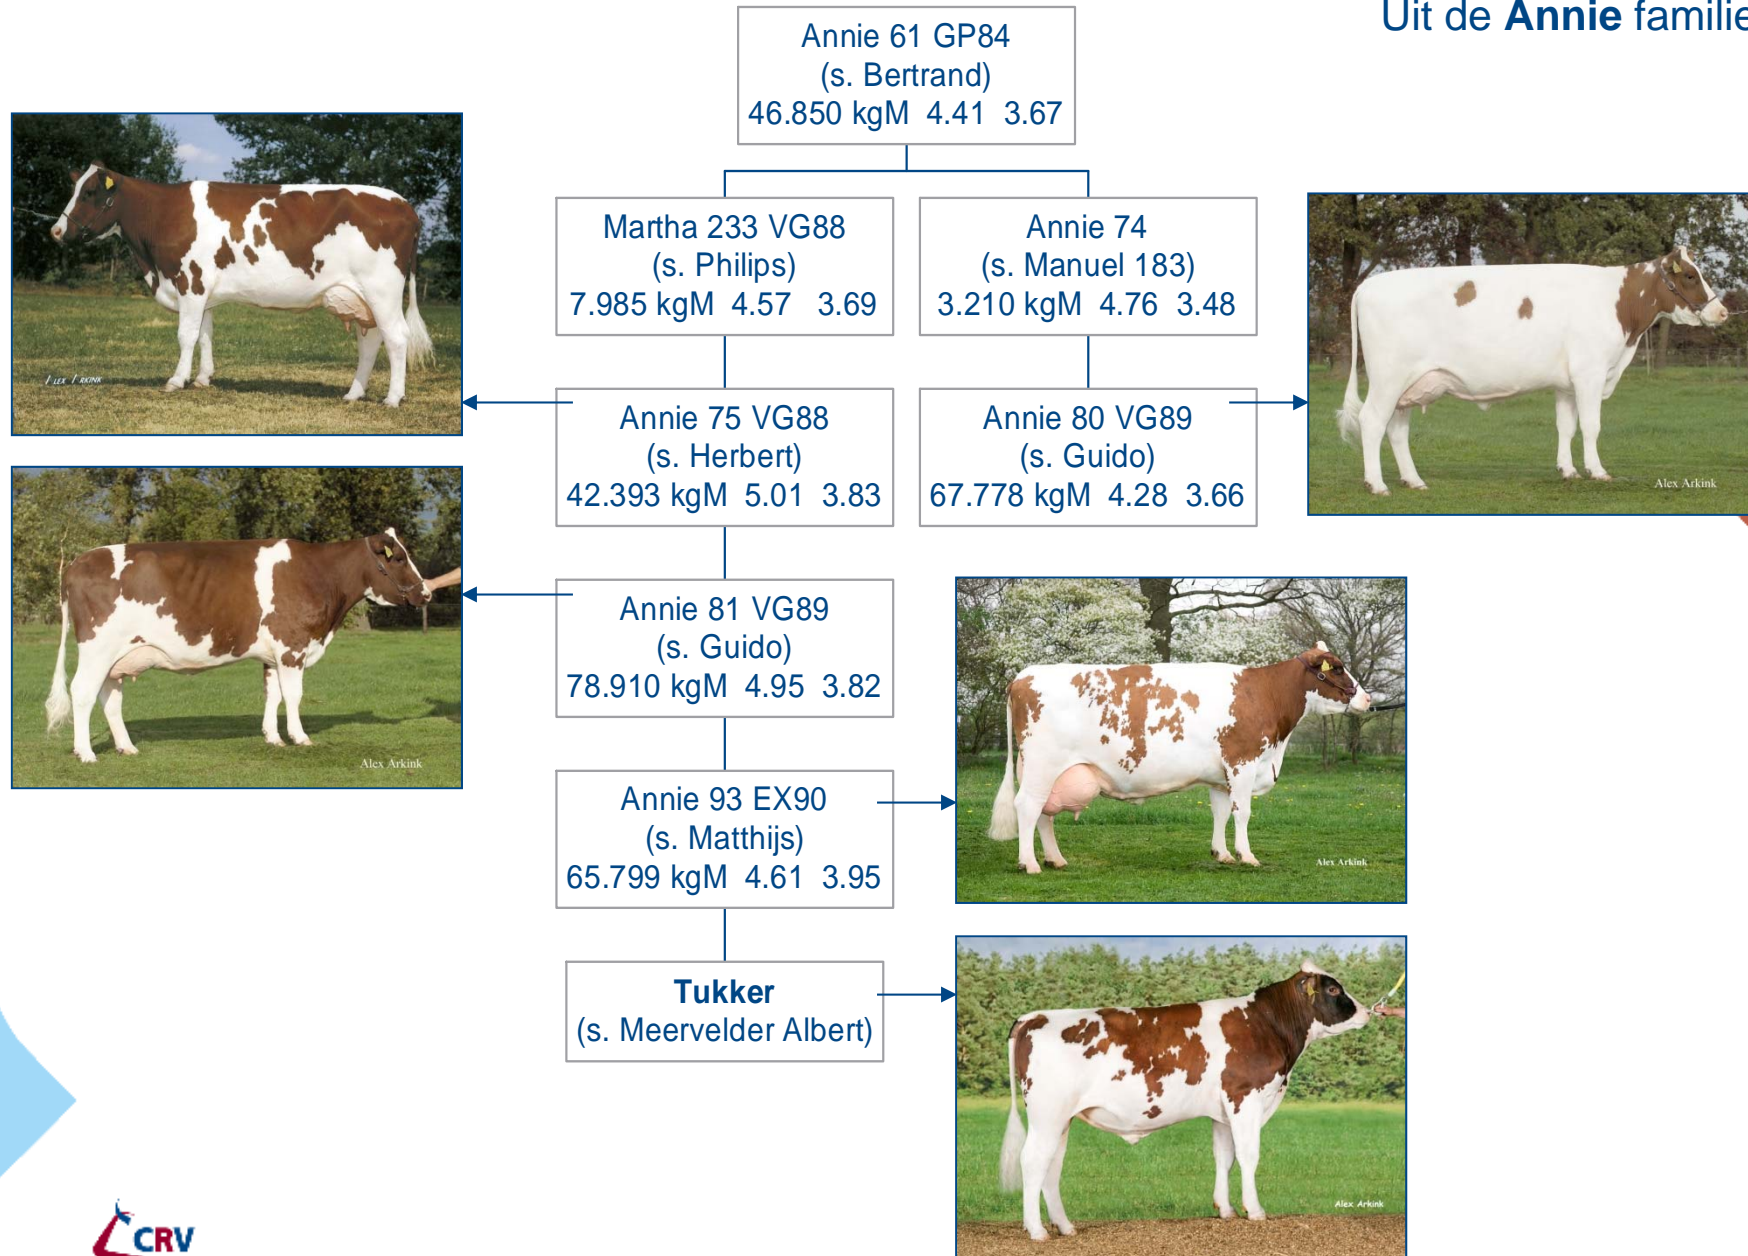 Uit de Annie familie
Annie 61 GP84
(s. Bertrand)
46.850 kgM 4.41 3.67
Martha 233 VG88
(s. Philips)
7.985 kgM 4.57 3.69
Annie 74
(s. Manuel 183)
3.210 kgM 4.76 3.48
ALEX ARKINK
Annie 75 VG88
(s. Herbert)
42.393 kgM 5.01 3.83
Annie 80 VG89
(s. Guido)
67.778 kgM 4.28 3.66
Alex Arkink
Annie 81 VG89
(s. Guido)
78.910 kgM 4.95 3.82
Alex Arkink
Annie 93 EX90
(s. Matthijs)
65.799 kgM 4.61 3.95
Alex Arkink
Tukker
(s. Meervelder Albert)
Alex Arkink
CRV